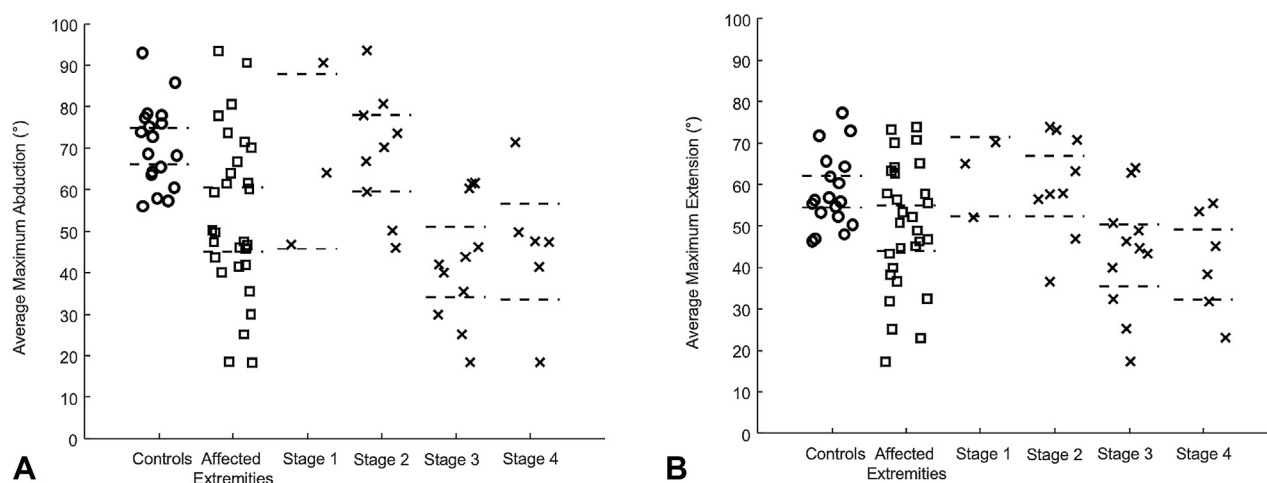 Average Maximum Abduction (°)
100
90
80
70
60
50
40
30
20
10
0
Controls
Affected
Extremities
Stage 1
Stage 2
Stage 3
Stage 4
A
Average Maximum Extension (°)
100
90
80
70
60
50
40
30
20
10
0
Controls
Affected
Extremities
Stage 1
Stage 2
Stage 3
Stage 4
B